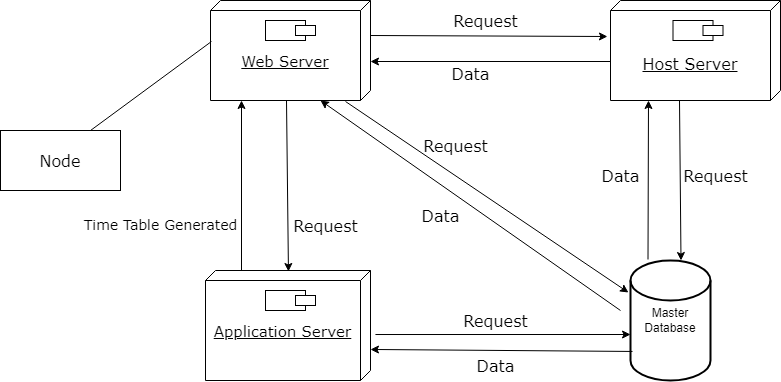 Request
Web Server
Host Server
Data
Node
Request
Data
Request
Time Table Generated
Request
Data
Master
Database
Application Server
Request
Data